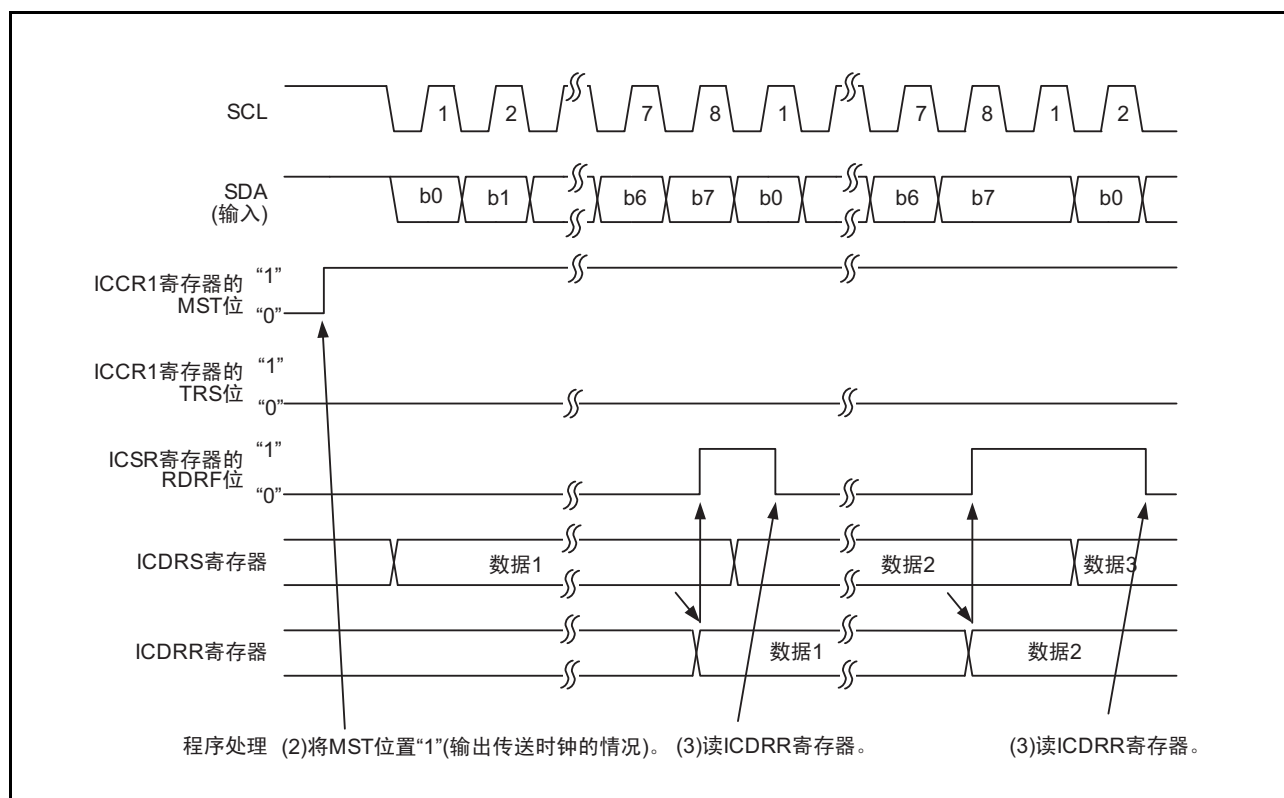 SCL
1 2 7 8 1 7 8 1 2
SDA
(输入)
b0 b1 b6 b7 b0 b6 b7 b0
ICCR1寄存器的
MST位
“1”
“0”
ICCR1寄存器的
TRS位
“1”
“0”
ICSR寄存器的
RDRF位
“1”
“0”
ICDRS寄存器
数据1 数据2 数据3
ICDRR寄存器
数据1 数据2
程序处理 (2)将MST位置“1”(输出传送时钟的情况)。 (3)读ICDRR寄存器。 (3)读ICDRR寄存器。